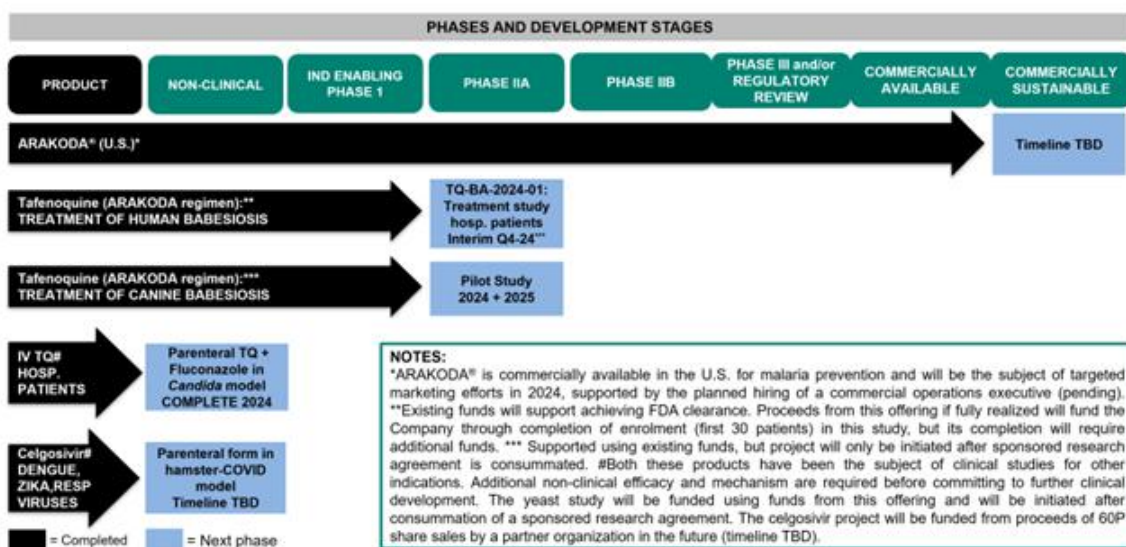 PHASES AND DEVELOPMENT STAGES
PRODUCT
NON-CLINICAL
IND ENABLING
PHASE 1
PHASE IIA
PHASE IIB
PHASE III and/or
REGULATORY
REVIEW
COMMERCIALLY
AVAILABLE
COMMERCIALLY
SUSTAINABLE
ARAKODA® (U.S.)*
Timeline TBD
Tafenoquine (ARAKODA regimen):**
TREATMENT OF HUMAN BABESIOSIS
TQ-BA-2024-01:
Treatment study
hosp. patients
Interim Q4-24***
Tafenoquine (ARAKODA regimen):***
TREATMENT OF CANINE BABESIOSIS
Pilot Study
2024 + 2025
IV TQ#
HOSP.
PATIENTS
Parenteral TQ +
Fluconazole in
Candida model
COMPLETE 2024
Celgosivir#
DENGUE,
ZIKA,RESP
VIRUSES
Parenteral form in
hamster-COVID
model
Timeline TBD
= Completed
= Next phase
NOTES:
*ARAKODA® is commercially available in the U.S. for malaria prevention and will be the subject of targeted
marketing efforts in 2024, supported by the planned hiring of a commercial operations executive (pending).
**Existing funds will support achieving FDA clearance. Proceeds from this offering if fully realized will fund the
Company through completion of enrolment (first 30 patients) in this study, but its completion will require
additional funds. *** Supported using existing funds, but project will only be initiated after sponsored research
agreement is consummated. #Both these products have been the subject of clinical studies for other
indications. Additional non-clinical efficacy and mechanism are required before committing to further clinical
development. The yeast study will be funded using funds from this offering and will be initiated after
consummation of a sponsored research agreement. The celgosivir project will be funded from proceeds of 60P
share sales by a partner organization in the future (timeline TBD).